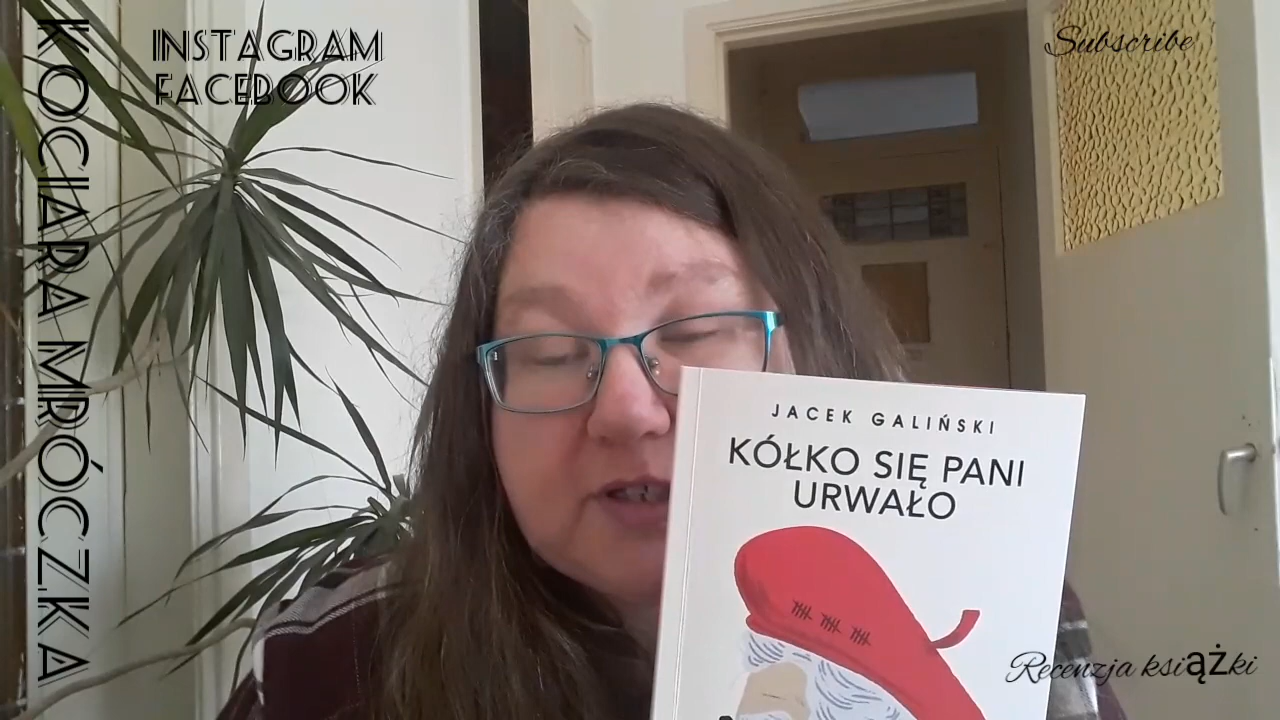 KOCIARA MRÓCZKA
INSTAGRAM
FACEBOOK
Subscribe
JACEK GALIŃSKI
KÓŁKO SIĘ PANI
URWAŁO
Recenzja książki